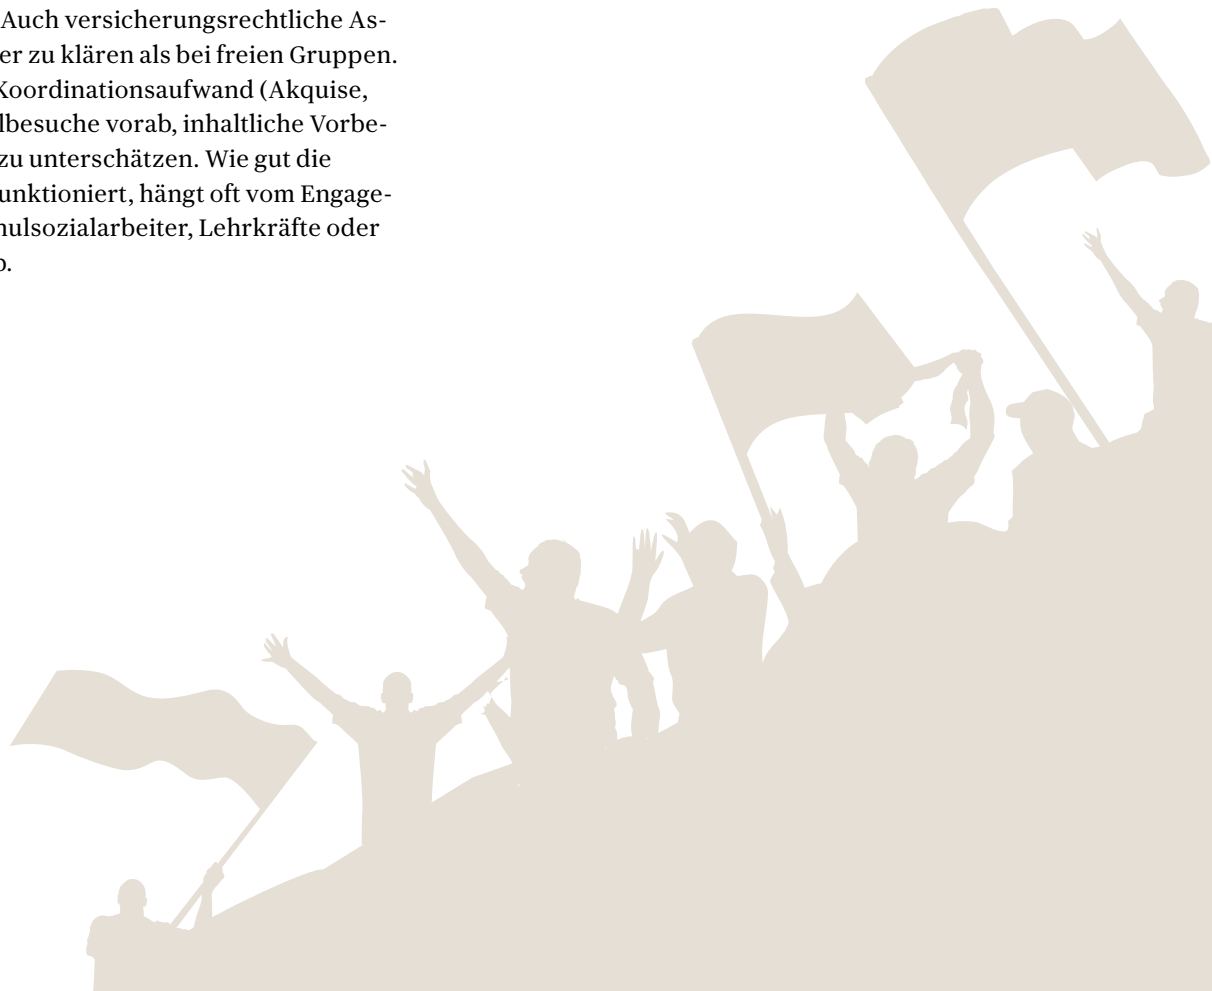 Auch versicherungsrechtliche As-
er zu klären als bei freien Gruppen.
Koordinationsaufwand (Akquise,
lbesuche vorab, inhaltliche Vorbe-
zu unterschätzen. Wie gut die
unktioniert, hängt oft vom Engage-
hulsozialarbeiter, Lehrkräfte oder